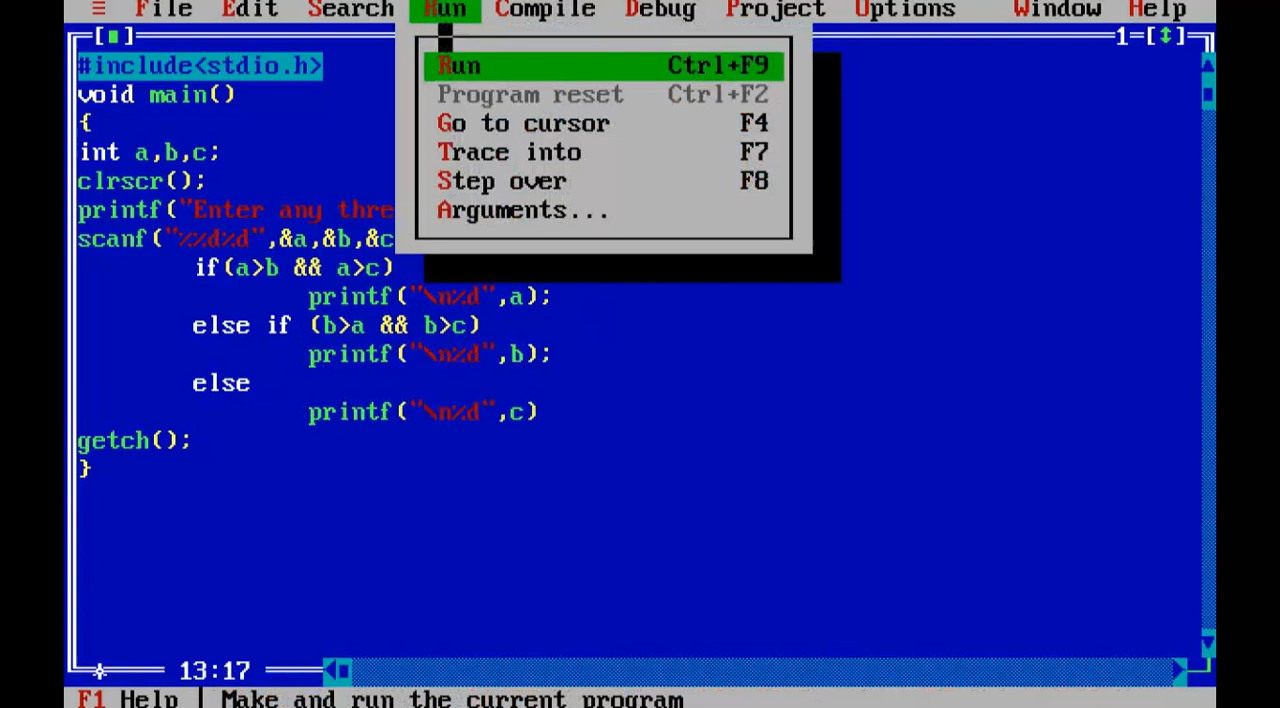 ≡ File Edit Search Run Compile Debug Project Options Window Help
[■] 1=[↕]
#include<stdio.h>
void main()
{
int a,b,c;
clrscr();
printf("Enter any thre
scanf("%%d%d",&a,&b,&c
if(a>b && a>c)
printf("\n%d",a);
else if (b>a && b>c)
printf("\n%d",b);
else
printf("\n%d",c)
getch();
}
Run Ctrl+F9
Program reset Ctrl+F2
Go to cursor F4
Trace into F7
Step over F8
Arguments...
13:17
F1 Help | Make and run the current program